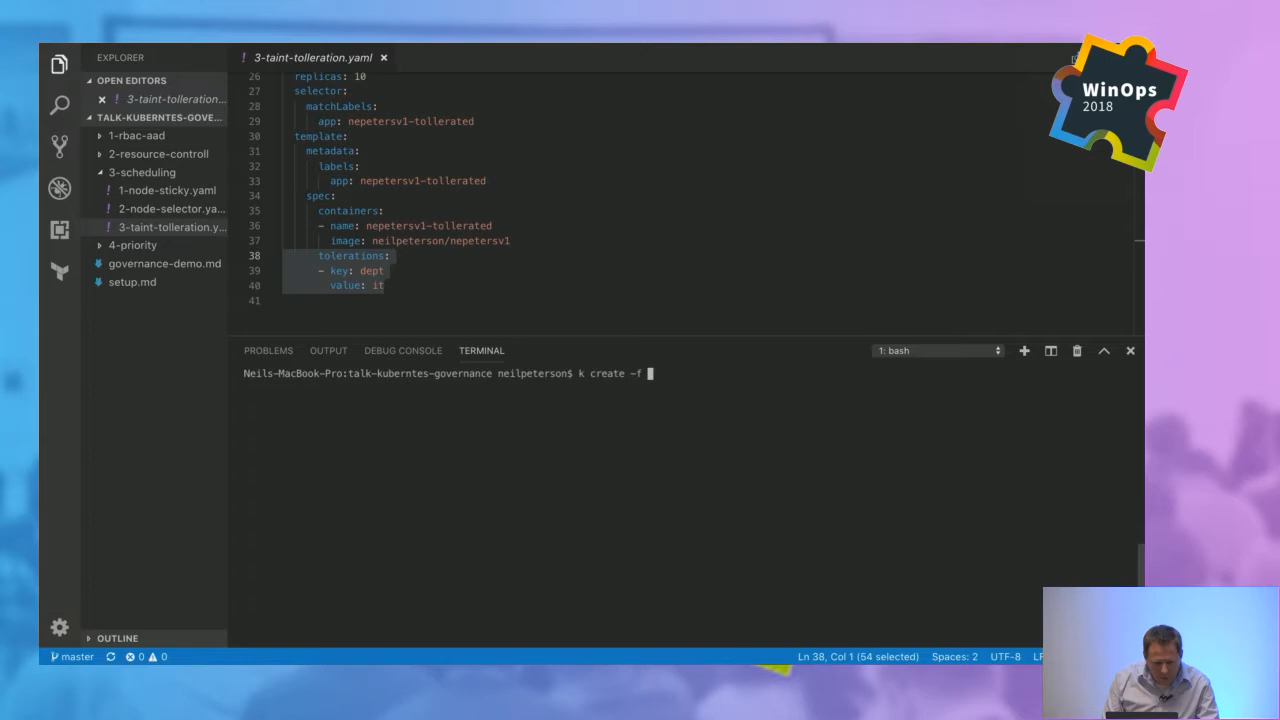 EXPLORER
OPEN EDITORS
× ! 3-taint-tolleration...
TALK-KUBERNTES-GOVE...
1-rbac-aad
2-resource-controll
3-scheduling
! 1-node-sticky.yaml
! 2-node-selector.ya...
! 3-taint-tolleration.y...
4-priority
governance-demo.md
setup.md
OUTLINE
! 3-taint-tolleration.yaml ×
26 replicas: 10
27 selector:
28 matchLabels:
29 app: nepetersv1-tollerated
30 template:
31 metadata:
32 labels:
33 app: nepetersv1-tollerated
34 spec:
35 containers:
36 - name: nepetersv1-tollerated
37 image: neilpeterson/nepetersv1
38 tolerations:
39 - key: dept
40 value: it
41
PROBLEMS OUTPUT DEBUG CONSOLE TERMINAL 1: bash
Neils-MacBook-Pro:talk-kuberntes-governance neilpeterson$ k create -f
master 0 0 Ln 38, Col 1 (54 selected) Spaces: 2 UTF-8 LF
WinOps
2018